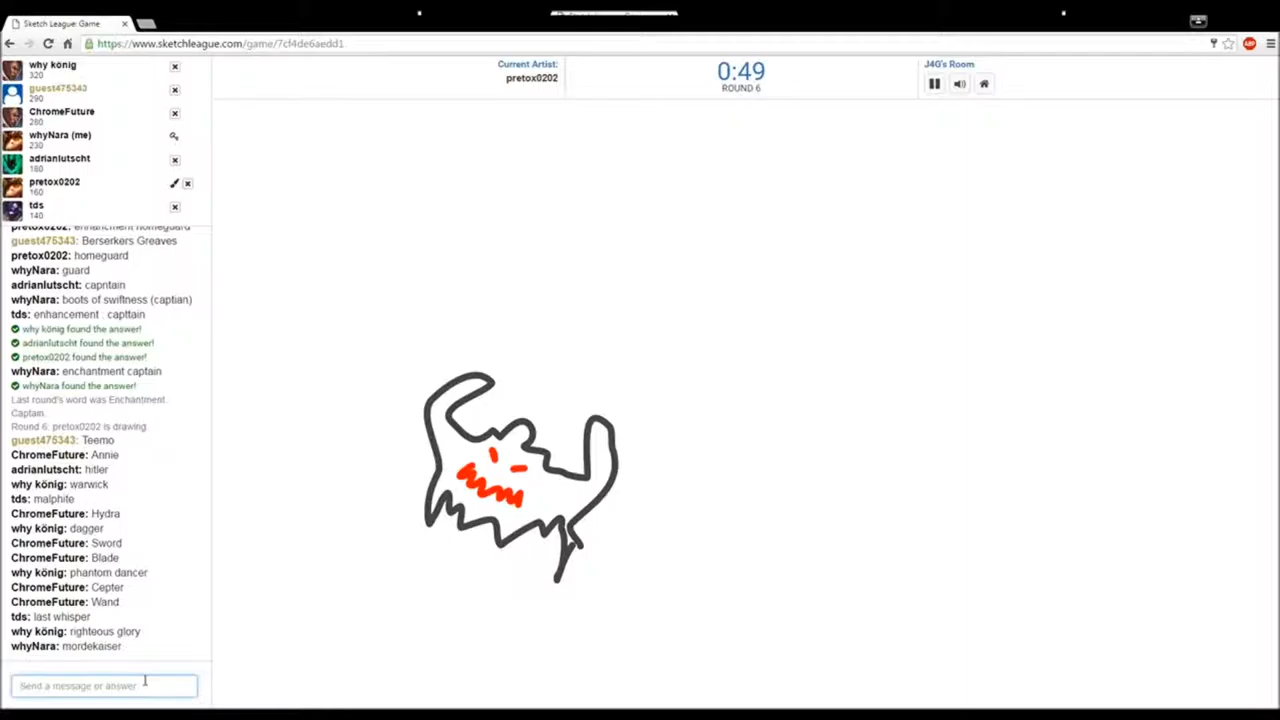 Sketch League: Game
https://www.sketchleague.com/game/7cf4de6aedd1
why könig
320
guest475343
290
ChromeFuture
280
whyNara (me)
230
adrianlutscht
180
pretox0202
160
tds
140
Current Artist:
pretox0202
0:49
ROUND 6
J4G's Room
pretox0202: enhancment homeguard
guest475343: Berserkers Greaves
pretox0202: homeguard
whyNara: guard
adrianlutscht: capntain
whyNara: boots of swiftness (captian)
tds: enhancement . capttain
why könig found the answer!
adrianlutscht found the answer!
pretox0202 found the answer!
whyNara: enchantment captain
whyNara found the answer!
Last round's word was Enchantment:
Captain.
Round 6: pretox0202 is drawing.
guest475343: Teemo
ChromeFuture: Annie
adrianlutscht: hitler
why könig: warwick
tds: malphite
ChromeFuture: Hydra
why könig: dagger
ChromeFuture: Sword
ChromeFuture: Blade
why könig: phantom dancer
ChromeFuture: Cepter
ChromeFuture: Wand
tds: last whisper
why könig: righteous glory
whyNara: mordekaiser
Send a message or answer
ABP